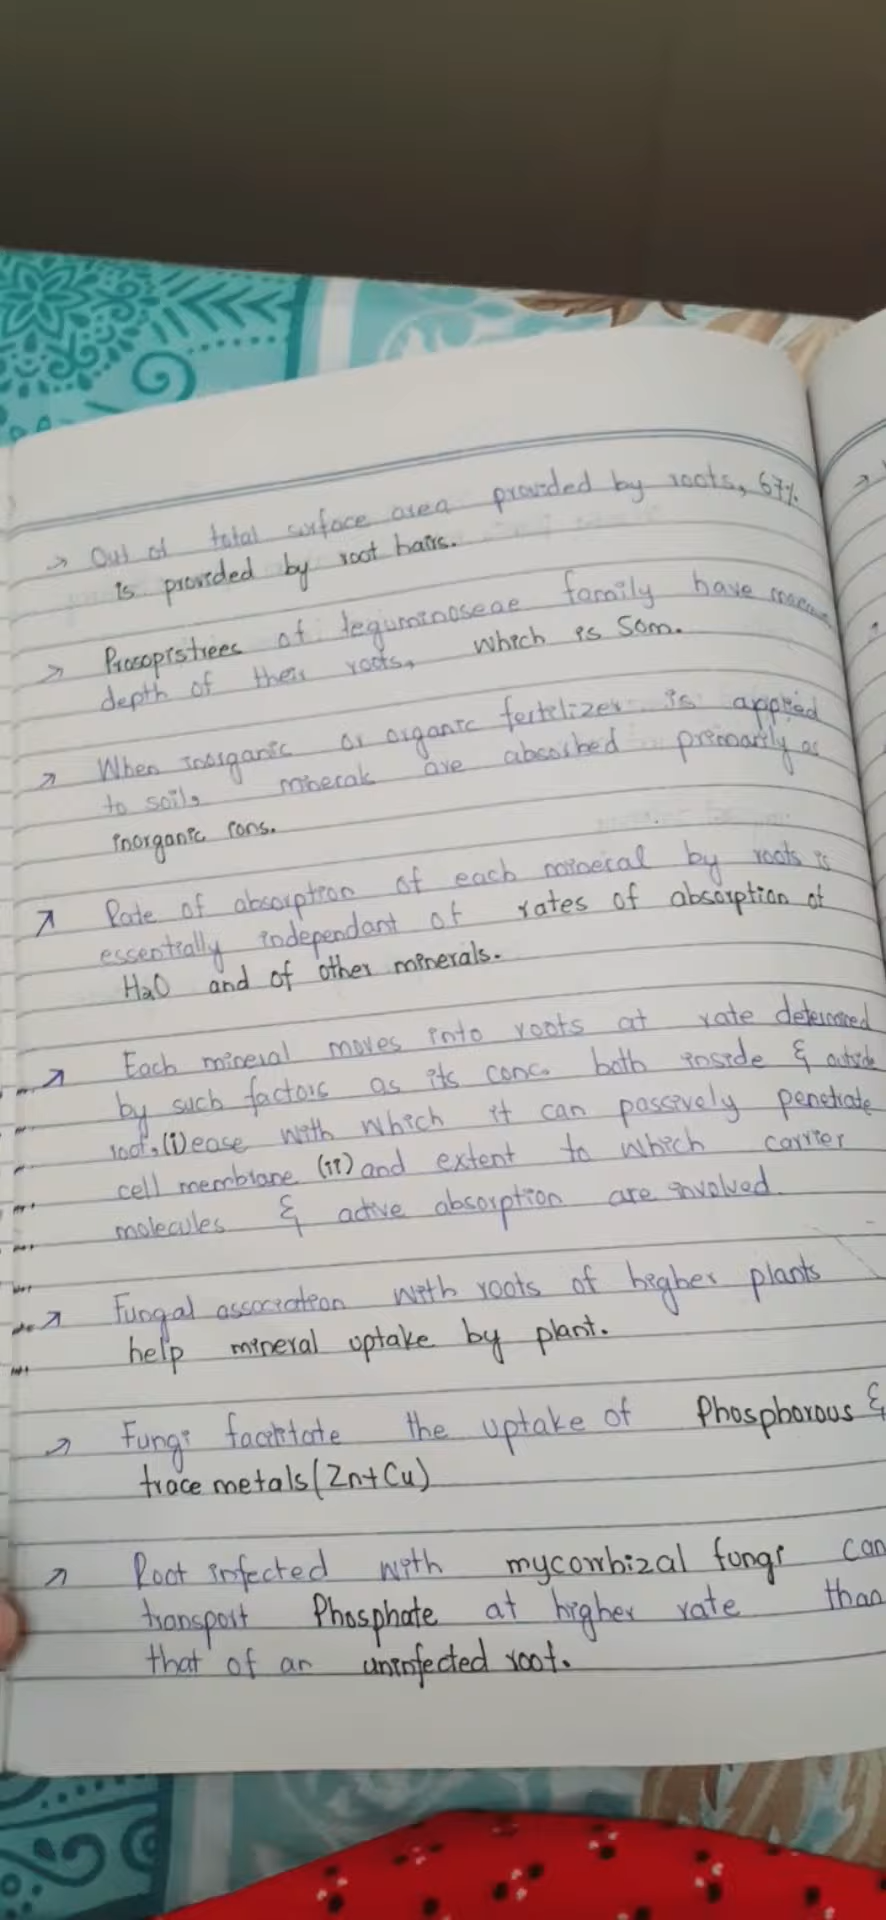 → Out of total surface area provided by roots, 67%
is provided by root hairs.
→ Prosopistrees of leguminoseae family have
depth of their roots, which is 50m.
→ When inorganic or organic fertelizer is applied
to soil, minerals are absorbed primarily as
inorganic ions.
→ Rate of absorption of each mineral by roots is
essentially independant of rates of absorption of
H2O and of other minerals.
→ Each mineral moves into roots at rate determined
by such factors as its conc. both inside & outside
root, (i) ease with which it can passively penetrate
cell membrane (ii) and extent to which carrier
molecules & active absorption are involved.
→ Fungal association with roots of higher plants
help mineral uptake by plant.
→ Fungi facilitate the uptake of Phosphorous &
trace metals (Zn+Cu)
→ Root infected with mycorrhizal fungi can
transport Phosphate at higher rate than
that of an uninfected root.